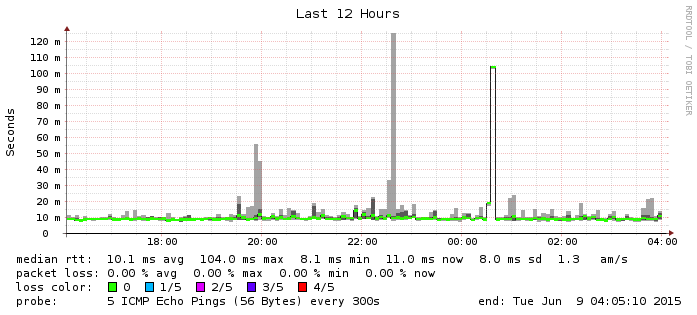 Last 12 Hours
RRDTOOL / TOBI OETIKER
Seconds
120 m
110 m
100 m
90 m
80 m
70 m
60 m
50 m
40 m
30 m
20 m
10 m
0
18:00 20:00 22:00 00:00 02:00 04:00
median rtt: 10.1 ms avg 104.0 ms max 8.1 ms min 11.0 ms now 8.0 ms sd 1.3 am/s
packet loss: 0.00 % avg 0.00 % max 0.00 % min 0.00 % now
loss color: 0 1/5 2/5 3/5 4/5
probe: 5 ICMP Echo Pings (56 Bytes) every 300s end: Tue Jun 9 04:05:10 2015